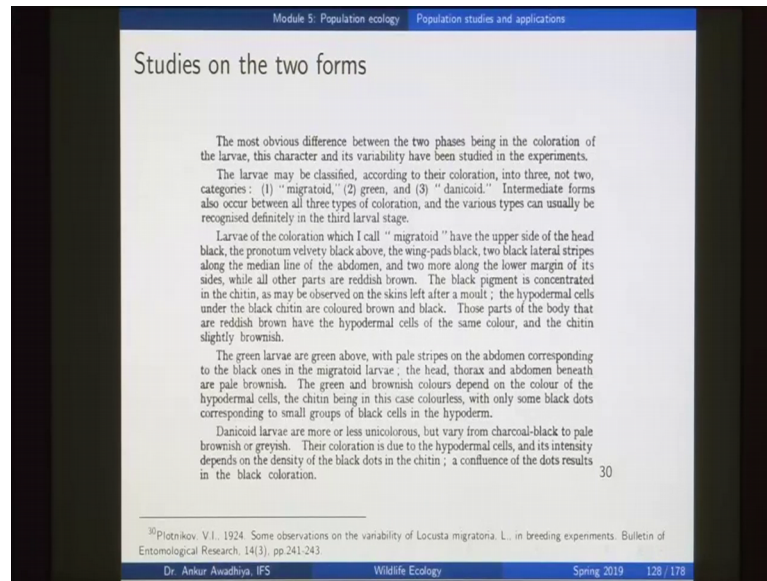 Module 5: Population ecology Population studies and applications
Studies on the two forms
The most obvious difference between the two phases being in the coloration of
the larvae, this character and its variability have been studied in the experiments.
The larvae may be classified, according to their coloration, into three, not two,
categories: (1) "migratoid," (2) green, and (3) "danicoid." Intermediate forms
also occur between all three types of coloration, and the various types can usually be
recognised definitely in the third larval stage.
Larvae of the coloration which I call "migratoid" have the upper side of the head
black, the pronotum velvety black above, the wing-pads black, two black lateral stripes
along the median line of the abdomen, and two more along the lower margin of its
sides, while all other parts are reddish brown. The black pigment is concentrated
in the chitin, as may be observed on the skins left after a moult; the hypodermal cells
under the black chitin are coloured brown and black. Those parts of the body that
are reddish brown have the hypodermal cells of the same colour, and the chitin
slightly brownish.
The green larvae are green above, with pale stripes on the abdomen corresponding
to the black ones in the migratoid larvae; the head, thorax and abdomen beneath
are pale brownish. The green and brownish colours depend on the colour of the
hypodermal cells, the chitin being in this case colourless, with only some black dots
corresponding to small groups of black cells in the hypoderm.
Danicoid larvae are more or less unicolorous, but vary from charcoal-black to pale
brownish or greyish. Their coloration is due to the hypodermal cells, and its intensity
depends on the density of the black dots in the chitin; a confluence of the dots results
in the black coloration. 30
30Plotnikov, V.I., 1924. Some observations on the variability of Locusta migratoria, L., in breeding experiments. Bulletin of
Entomological Research, 14(3), pp.241-243.
Dr. Ankur Awadhiya, IFS Wildlife Ecology Spring 2019 128 / 178